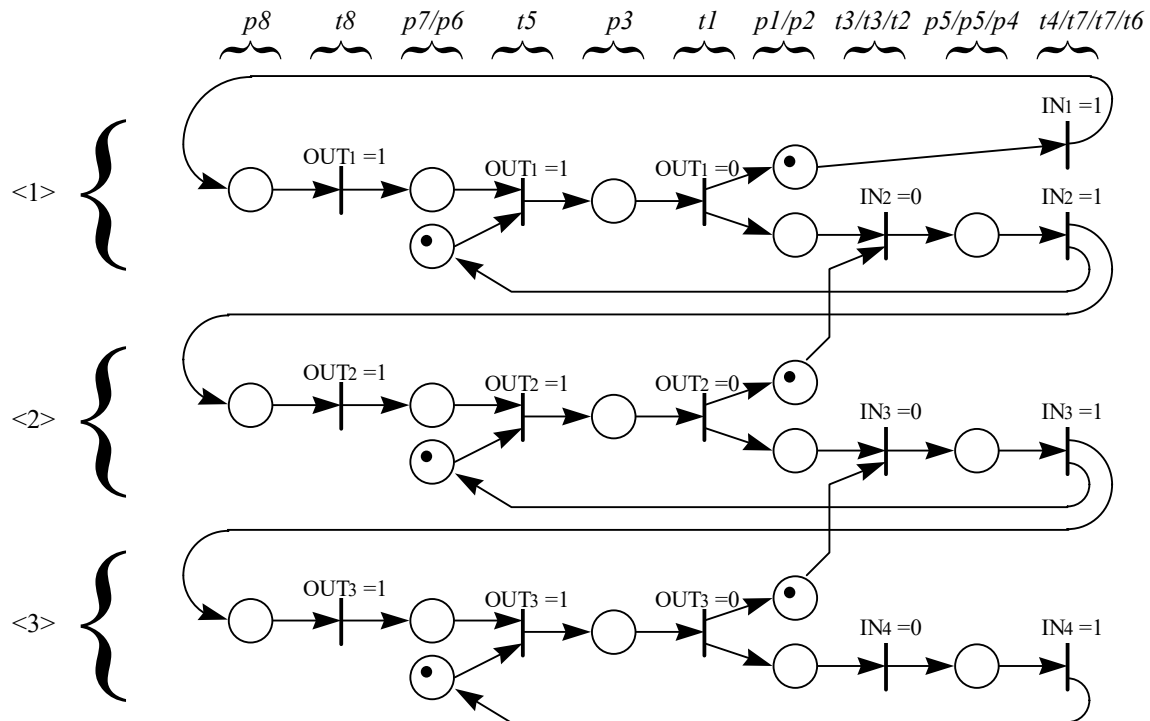 p8 t8 p7/p6 t5 p3 t1 p1/p2 t3/t3/t2 p5/p5/p4 t4/t7/t7/t6
IN1 =1
OUT1 =1 OUT1 =1 OUT1 =0
<1> IN2 =0 IN2 =1
OUT2 =1 OUT2 =1 OUT2 =0
<2> IN3 =0 IN3 =1
OUT3 =1 OUT3 =1 OUT3 =0
<3> IN4 =0 IN4 =1